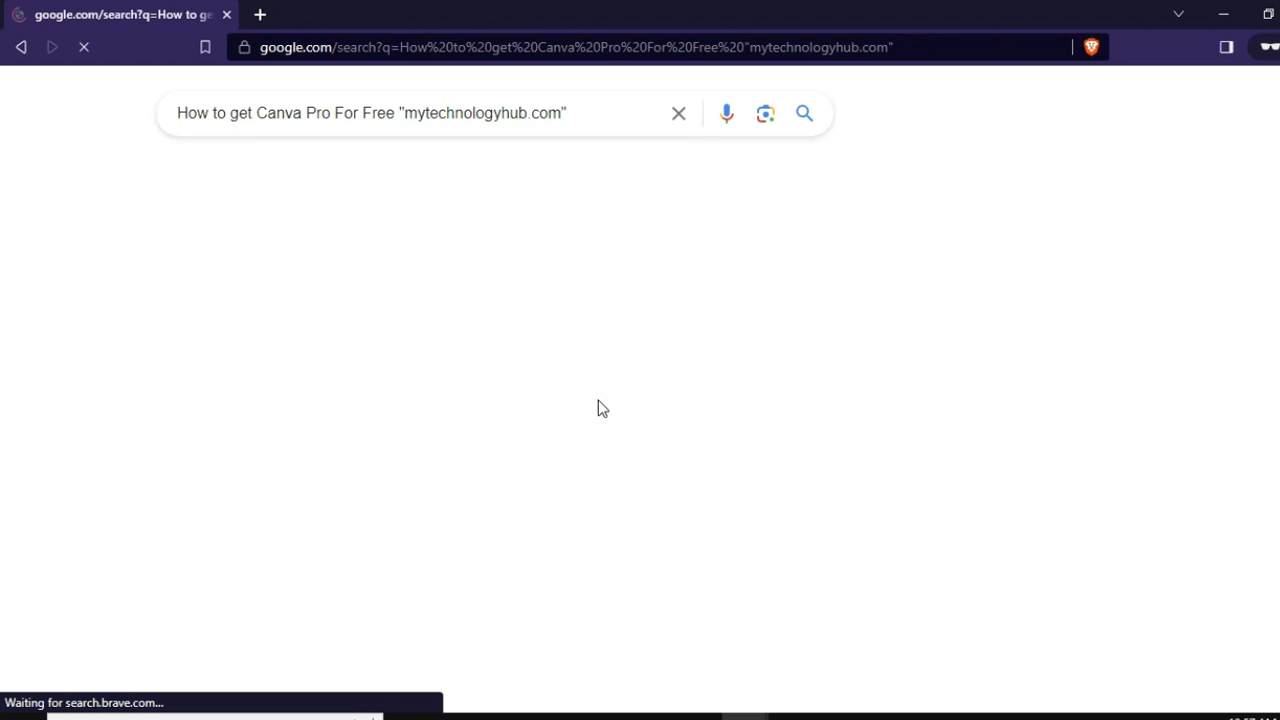 google.com/search?q=How to ge
google.com/search?q=How%20to%20get%20Canva%20Pro%20For%20Free%20"mytechnologyhub.com"
How to get Canva Pro For Free "mytechnologyhub.com"
Waiting for search.brave.com...